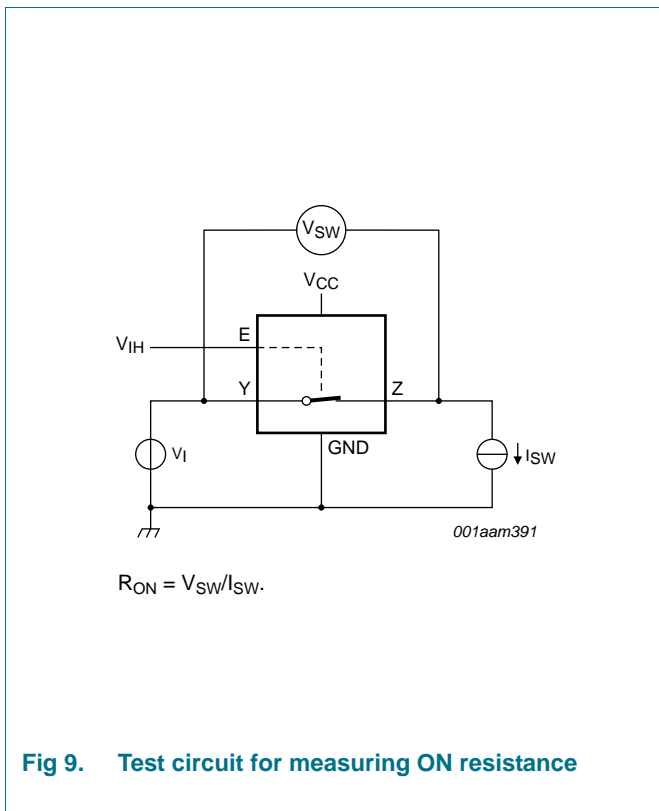 VSW
VCC
VIH
E
Y
Z
GND
VI
ISW
001aam391
RON = VSW/ISW.
Fig 9. Test circuit for measuring ON resistance